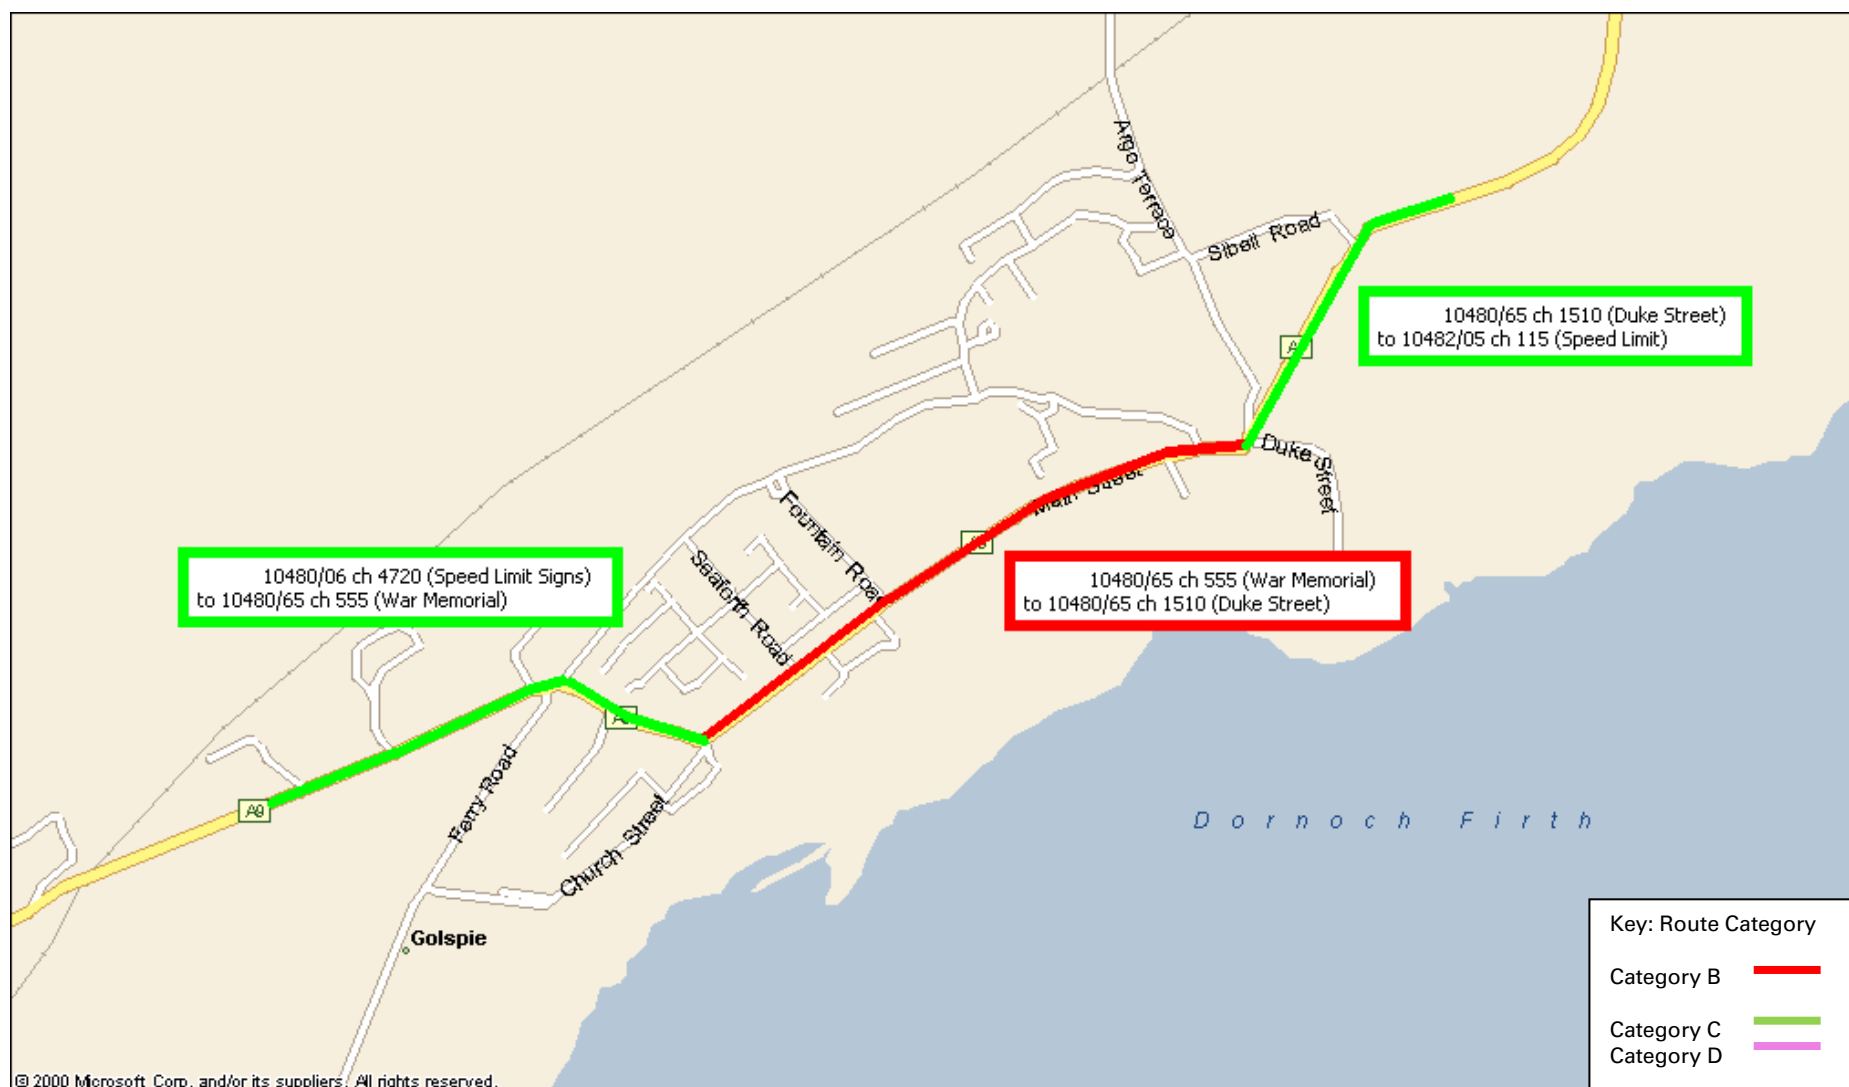 Argo Terrace
Sibell Road
10480/65 ch 1510 (Duke Street)
to 10482/05 ch 115 (Speed Limit)
Duke Street
Main Street
Fountain Road
Seaforth Road
10480/06 ch 4720 (Speed Limit Signs)
to 10480/65 ch 555 (War Memorial)
10480/65 ch 555 (War Memorial)
to 10480/65 ch 1510 (Duke Street)
A9
Ferry Road
Church Street
Dornoch Firth
Golspie
Key: Route Category
Category B
Category C
Category D
© 2000 Microsoft Corp. and/or its suppliers. All rights reserved.